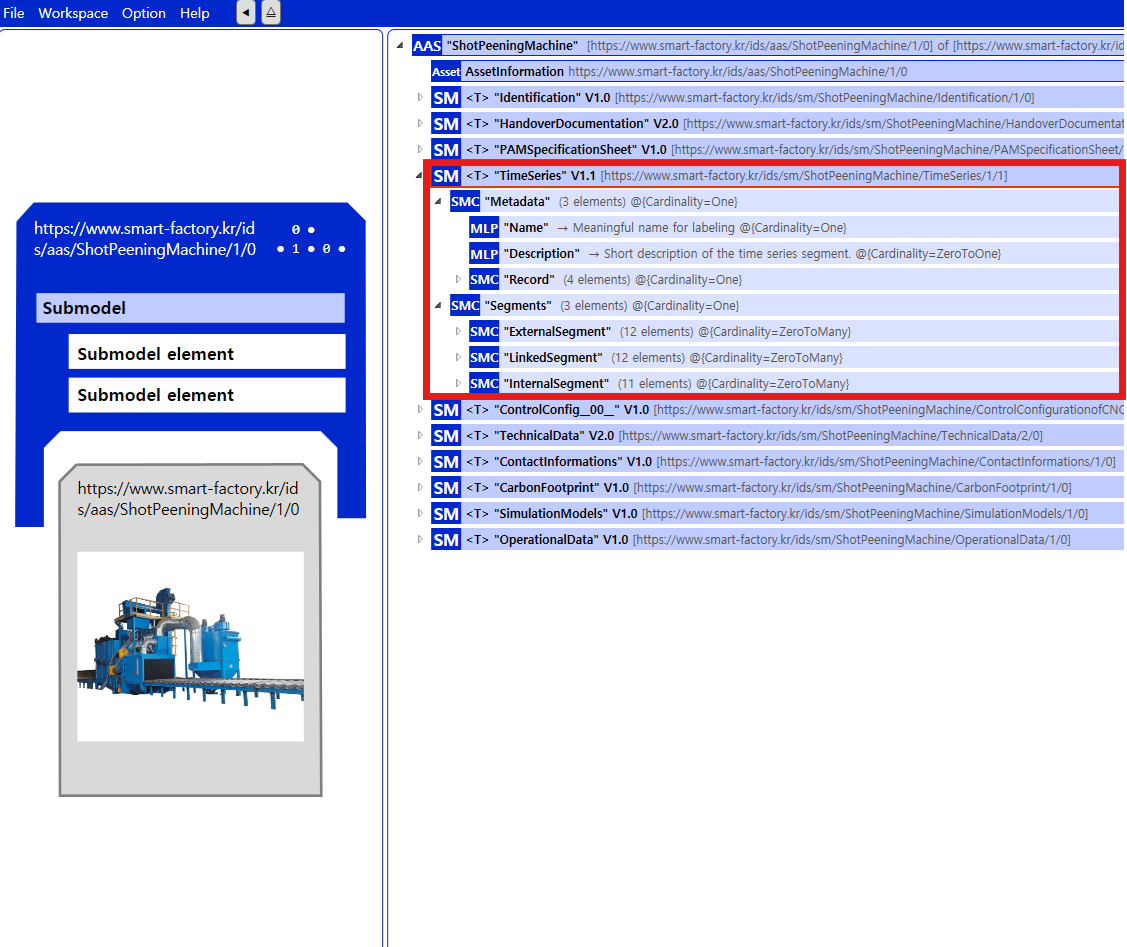 File Workspace Option Help
https://www.smart-factory.kr/id
s/aas/ShotPeeningMachine/1/0
0
1 0
Submodel
Submodel element
Submodel element
https://www.smart-factory.kr/id
s/aas/ShotPeeningMachine/1/0
AAS "ShotPeeningMachine" [https://www.smart-factory.kr/ids/aas/ShotPeeningMachine/1/0] of [https://www.smart-factory.kr/id
Asset AssetInformation https://www.smart-factory.kr/ids/aas/ShotPeeningMachine/1/0
SM <T> "Identification" V1.0 [https://www.smart-factory.kr/ids/sm/ShotPeeningMachine/Identification/1/0]
SM <T> "HandoverDocumentation" V2.0 [https://www.smart-factory.kr/ids/sm/ShotPeeningMachine/HandoverDocumentat
SM <T> "PAMSpecificationSheet" V1.0 [https://www.smart-factory.kr/ids/sm/ShotPeeningMachine/PAMSpecificationSheet/
SM <T> "TimeSeries" V1.1 [https://www.smart-factory.kr/ids/sm/ShotPeeningMachine/TimeSeries/1/1]
SMC "Metadata" (3 elements) @{Cardinality=One}
MLP "Name" → Meaningful name for labeling @{Cardinality=One}
MLP "Description" → Short description of the time series segment. @{Cardinality=ZeroToOne}
SMC "Record" (4 elements) @{Cardinality=One}
SMC "Segments" (3 elements) @{Cardinality=One}
SMC "ExternalSegment" (12 elements) @{Cardinality=ZeroToMany}
SMC "LinkedSegment" (12 elements) @{Cardinality=ZeroToMany}
SMC "InternalSegment" (11 elements) @{Cardinality=ZeroToMany}
SM <T> "ControlConfig__00__" V1.0 [https://www.smart-factory.kr/ids/sm/ShotPeeningMachine/ControlConfigurationofCNC
SM <T> "TechnicalData" V2.0 [https://www.smart-factory.kr/ids/sm/ShotPeeningMachine/TechnicalData/2/0]
SM <T> "ContactInformations" V1.0 [https://www.smart-factory.kr/ids/sm/ShotPeeningMachine/ContactInformations/1/0]
SM <T> "CarbonFootprint" V1.0 [https://www.smart-factory.kr/ids/sm/ShotPeeningMachine/CarbonFootprint/1/0]
SM <T> "SimulationModels" V1.0 [https://www.smart-factory.kr/ids/sm/ShotPeeningMachine/SimulationModels/1/0]
SM <T> "OperationalData" V1.0 [https://www.smart-factory.kr/ids/sm/ShotPeeningMachine/OperationalData/1/0]